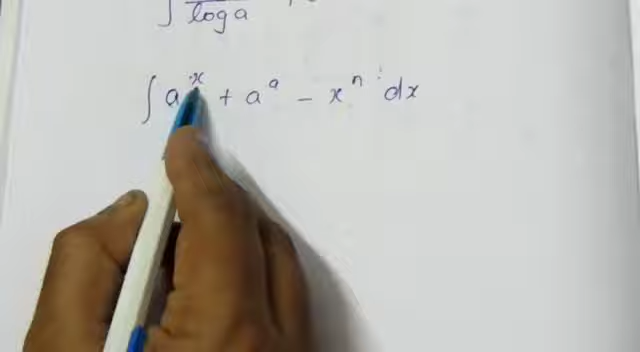 ∫ log a
∫ a^x + a^a − x^n dx